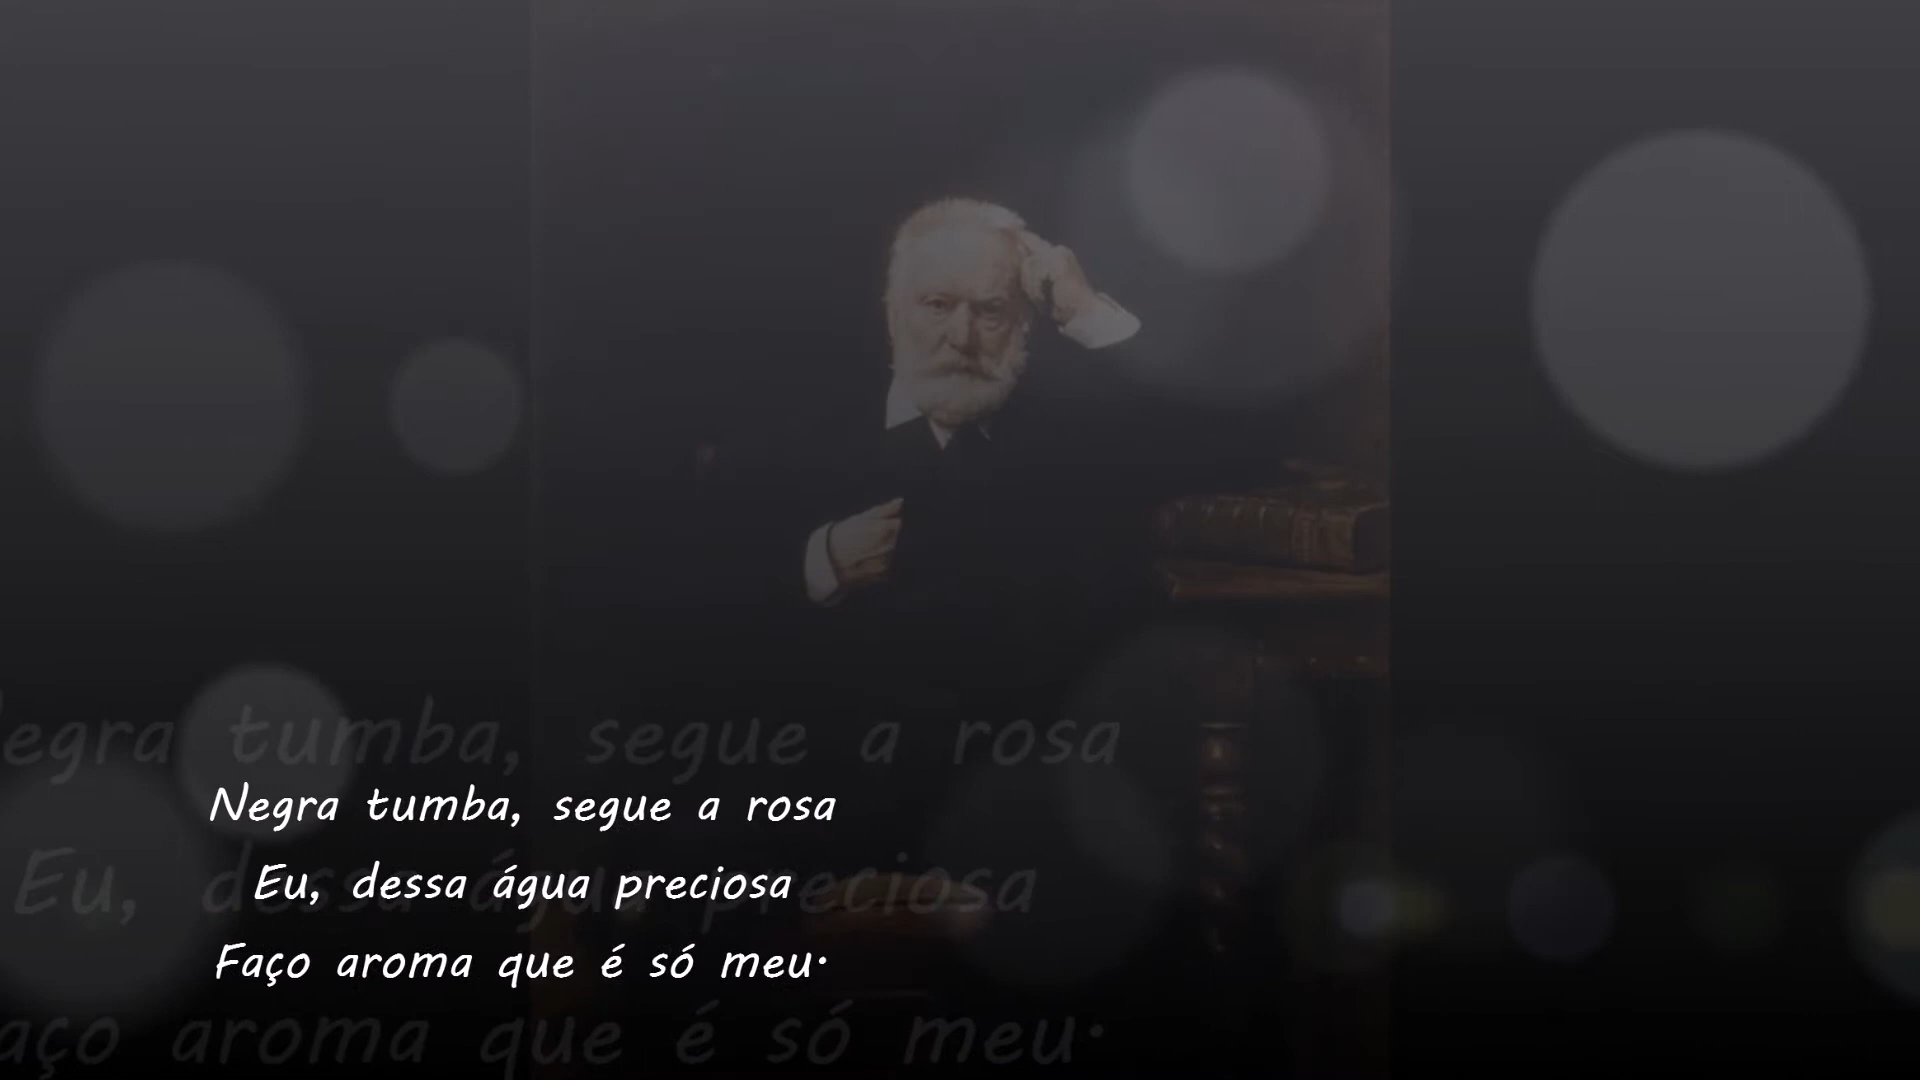 Negra tumba, segue a rosa
Eu, dessa água preciosa
Faço aroma que é só meu.